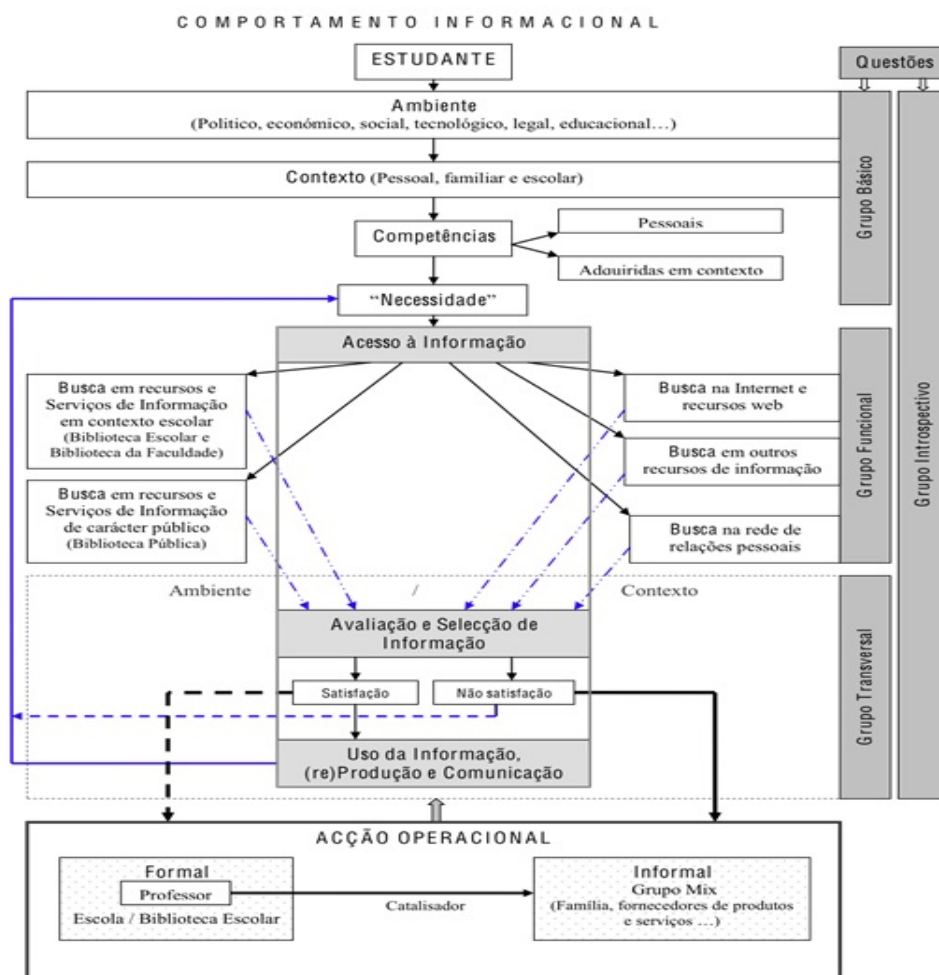 COMPORTAMENTO INFORMACIONAL
ESTUDANTE
Questões
Ambiente
(Politico, económico, social, tecnológico, legal, educacional…)
Contexto (Pessoal, familiar e escolar)
Grupo Básico
Competências
Pessoais
Adquiridas em contexto
“Necessidade”
Acesso à Informação
Busca em recursos e
Serviços de Informação
em contexto escolar
(Biblioteca Escolar e
Biblioteca da Faculdade)
Busca na Internet e
recursos web
Busca em outros
recursos de informação
Grupo Funcional
Grupo Introspectivo
Busca em recursos e
Serviços de Informação
de carácter público
(Biblioteca Pública)
Busca na rede de
relações pessoais
Ambiente / Contexto
Avaliação e Selecção de
Informação
Satisfação
Não satisfação
Grupo Transversal
Uso da Informação,
(re)Produção e Comunicação
ACÇÃO OPERACIONAL
Formal
Professor
Escola / Biblioteca Escolar
Catalisador
Informal
Grupo Mix
(Família, fornecedores de produtos
e serviços …)